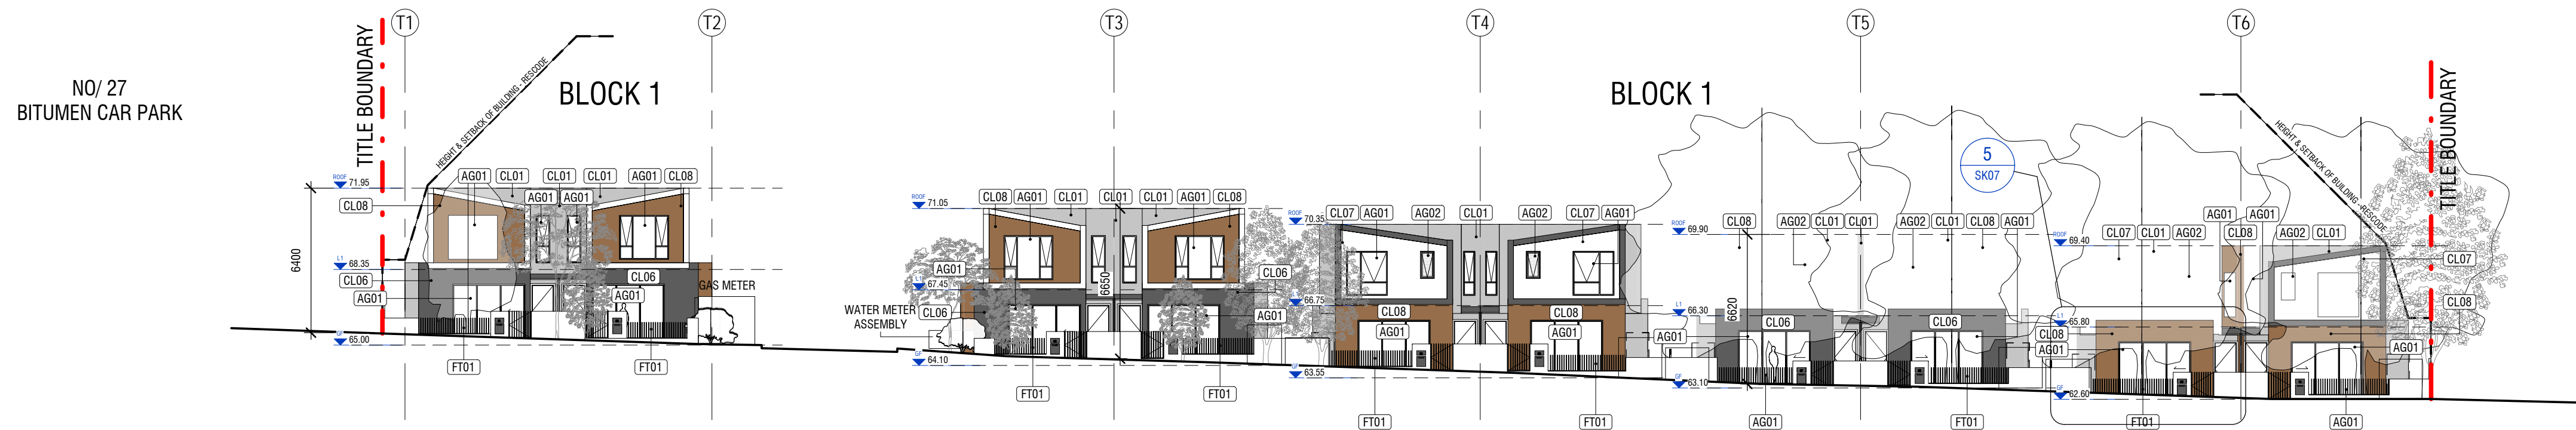 T1
T2
T3
T4
T5
T6
NO/ 27
BITUMEN CAR PARK
TITLE BOUNDARY
HEIGHT & SETBACK OF BUILDING - RESCODE
BLOCK 1
BLOCK 1
HEIGHT & SETBACK OF BUILDING - RESCODE
TITLE BOUNDARY
5
SK07
ROOF
71.95
AG01
CL01
CL01
CL01
AG01
CL08
AG01
AG01
CL08
6400
L1
68.35
CL06
AG01
CL06
AG01
GAS METER
GF
65.00
FT01
FT01
ROOF
71.05
CL08
AG01
CL01
CL01
CL01
AG01
CL08
AG01
L1
67.45
6650
CL06
CL06
AG01
WATER METER
ASSEMBLY
GF
64.10
FT01
FT01
ROOF
70.35
CL07
AG01
AG02
CL01
AG02
CL07
AG01
L1
66.75
CL08
AG01
CL08
AG01
GF
63.55
FT01
FT01
ROOF
69.90
CL08
AG02
CL01
CL01
AG02
CL01
CL08
AG01
L1
66.30
6620
CL06
CL06
AG01
GF
63.10
AG01
FT01
ROOF
69.40
CL07
CL01
AG02
AG01
CL08
AG01
AG02
CL01
CL07
CL08
L1
65.80
CL08
AG01
AG01
GF
62.60
FT01
AG01